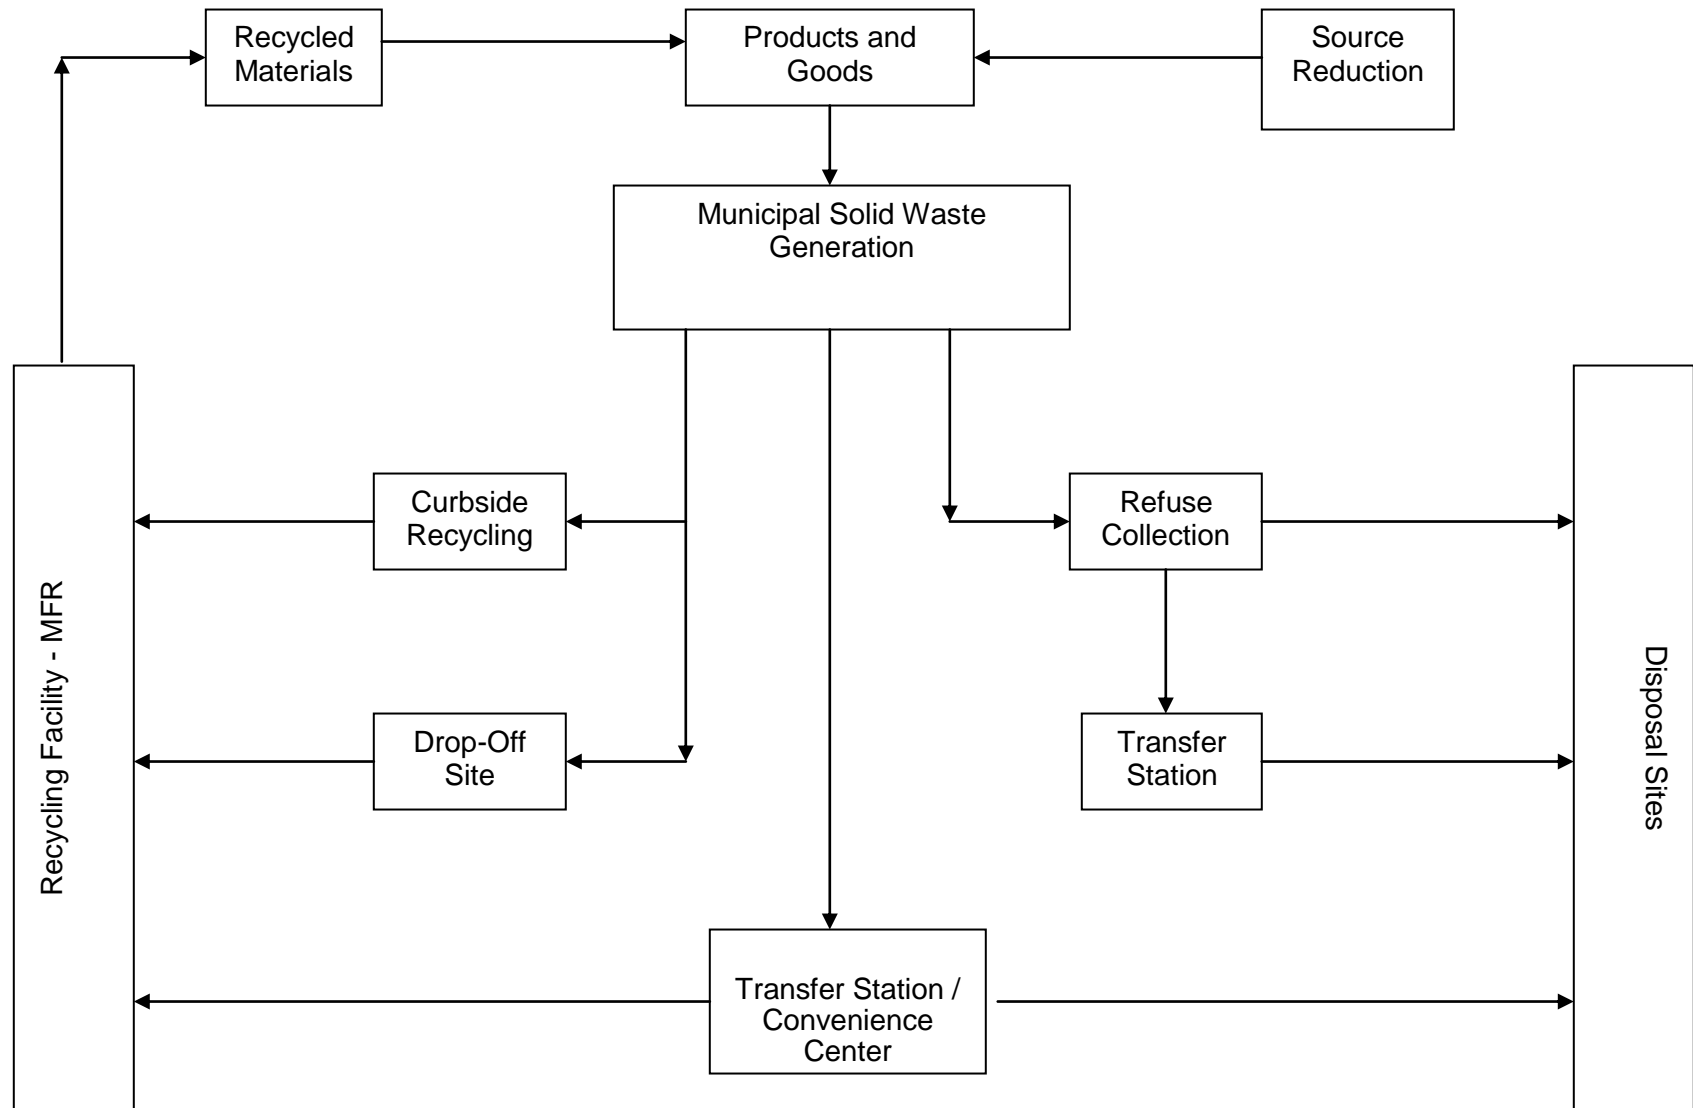 Recycled
Materials
Products and
Goods
Source
Reduction
Municipal Solid Waste
Generation
Curbside
Recycling
Refuse
Collection
Recycling Facility - MFR
Disposal Sites
Drop-Off
Site
Transfer
Station
Transfer Station /
Convenience
Center